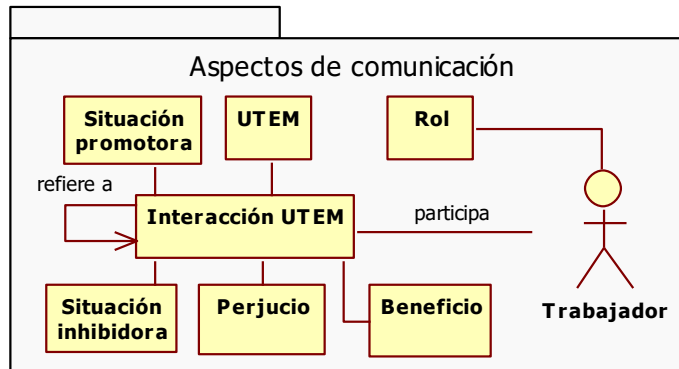 Aspectos de comunicación
Situación
promotora
UTEM
Rol
refiere a
Interacción UTEM
participa
Situación
inhibidora
Perjucio
Beneficio
Trabajador